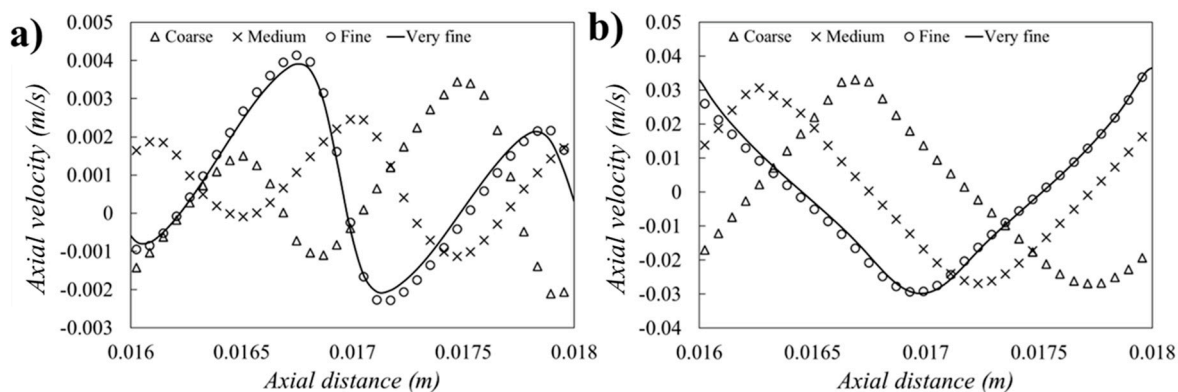 a)
△ Coarse × Medium ○ Fine — Very fine
Axial velocity (m/s)
0.005
0.004
0.003
0.002
0.001
0
-0.001
-0.002
-0.003
0.016 0.0165 0.017 0.0175 0.018
Axial distance (m)
b)
△ Coarse × Medium ○ Fine — Very fine
Axial velocity (m/s)
0.05
0.04
0.03
0.02
0.01
0
-0.01
-0.02
-0.03
-0.04
0.016 0.0165 0.017 0.0175 0.018
Axial distance (m)